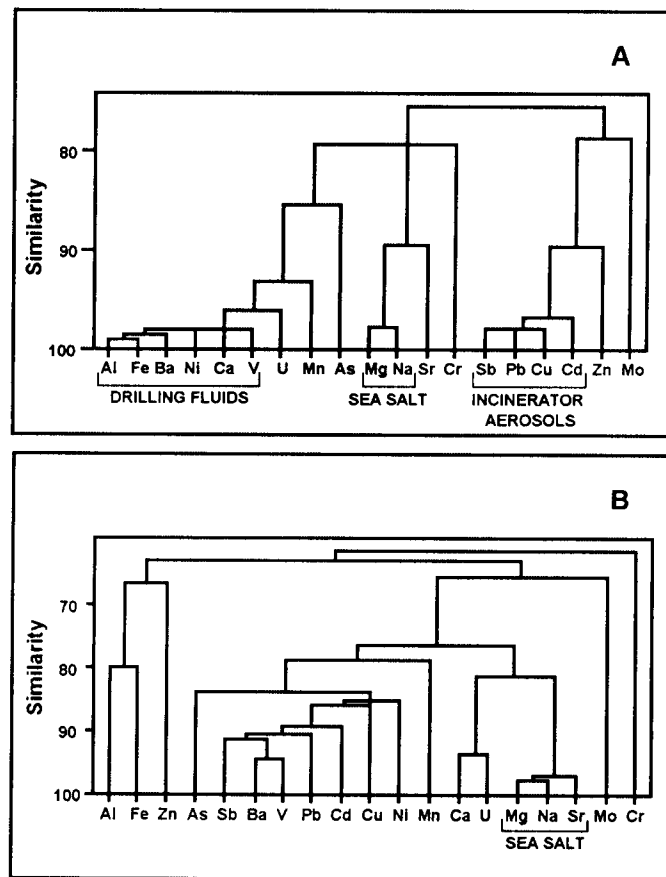 A
Similarity
80
90
100
Al Fe Ba Ni Ca V U Mn As Mg Na Sr Cr Sb Pb Cu Cd Zn Mo
DRILLING FLUIDS SEA SALT INCINERATOR
AEROSOLS
B
Similarity
70
80
90
100
Al Fe Zn As Sb Ba V Pb Cd Cu Ni Mn Ca U Mg Na Sr Mo Cr
SEA SALT